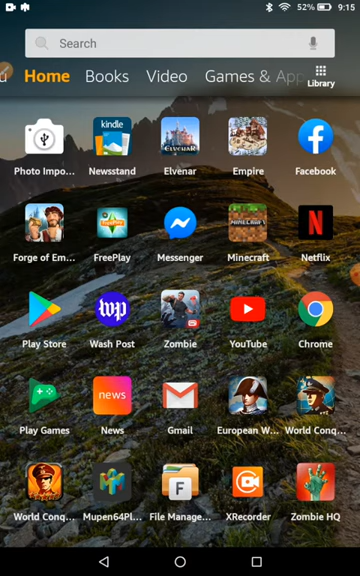 52% 9:15
Search
Home Books Video Games & App
Library
kindle
Photo Impo... Newsstand Elvenar Empire Facebook
Forge of Em... FreePlay Messenger Minecraft Netflix
Play Store Wash Post Zombie YouTube Chrome
news
Play Games News Gmail European W... World Conq...
World Conq... Mupen64Pl... File Manage... XRecorder Zombie HQ